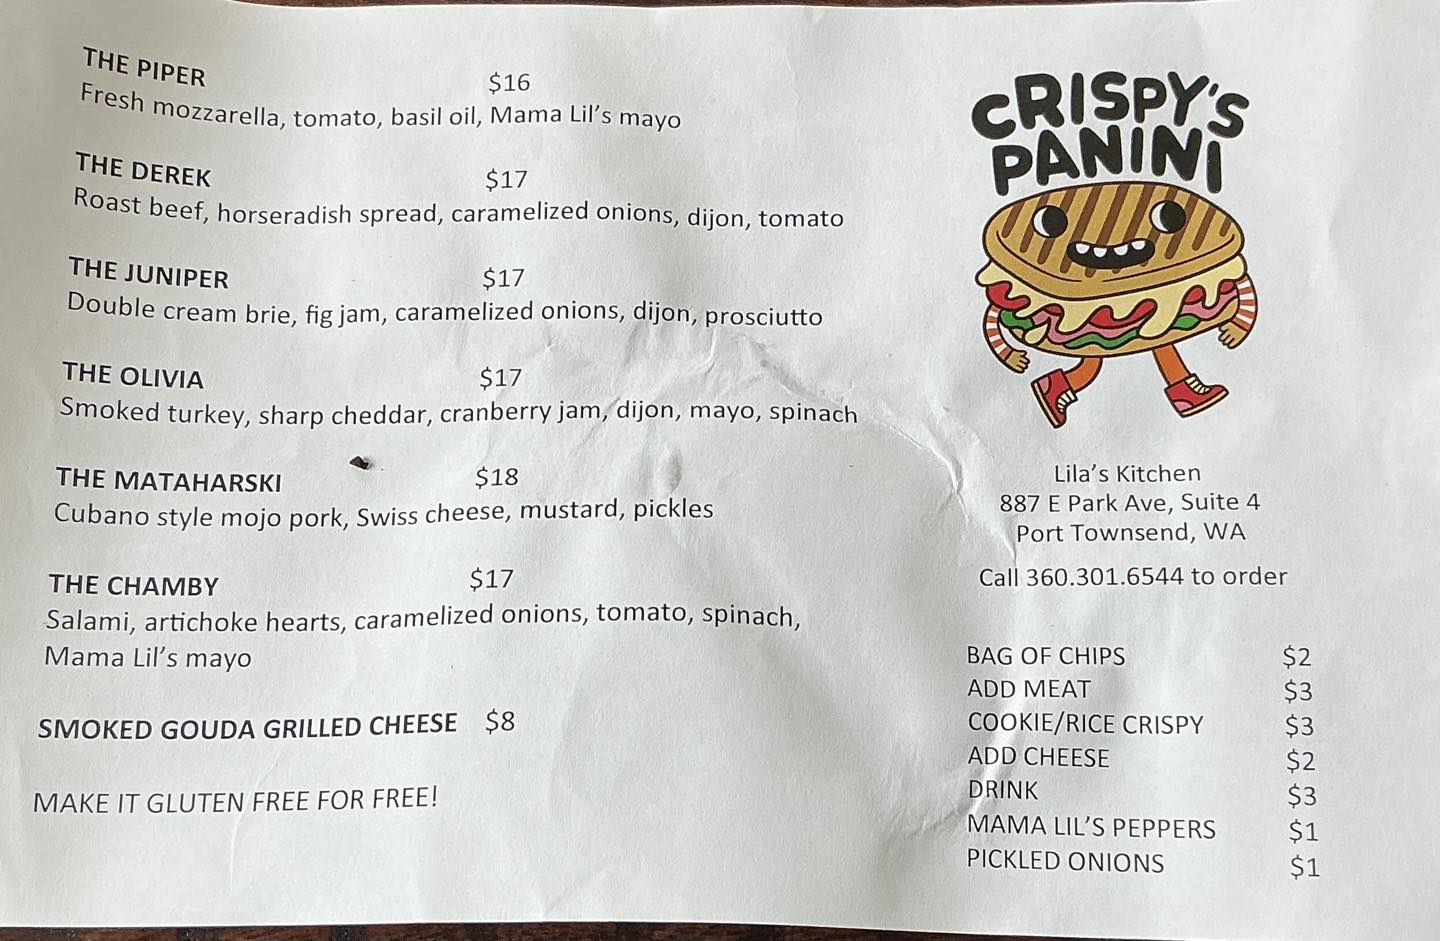 THE PIPER $16
Fresh mozzarella, tomato, basil oil, Mama Lil's mayo
THE DEREK $17
Roast beef, horseradish spread, caramelized onions, dijon, tomato
THE JUNIPER $17
Double cream brie, fig jam, caramelized onions, dijon, prosciutto
THE OLIVIA $17
Smoked turkey, sharp cheddar, cranberry jam, dijon, mayo, spinach
THE MATAHARSKI $18
Cubano style mojo pork, Swiss cheese, mustard, pickles
THE CHAMBY $17
Salami, artichoke hearts, caramelized onions, tomato, spinach,
Mama Lil's mayo
SMOKED GOUDA GRILLED CHEESE $8
MAKE IT GLUTEN FREE FOR FREE!
CRISPY'S
PANINI
Lila's Kitchen
887 E Park Ave, Suite 4
Port Townsend, WA
Call 360.301.6544 to order
BAG OF CHIPS $2
ADD MEAT $3
COOKIE/RICE CRISPY $3
ADD CHEESE $2
DRINK $3
MAMA LIL'S PEPPERS $1
PICKLED ONIONS $1